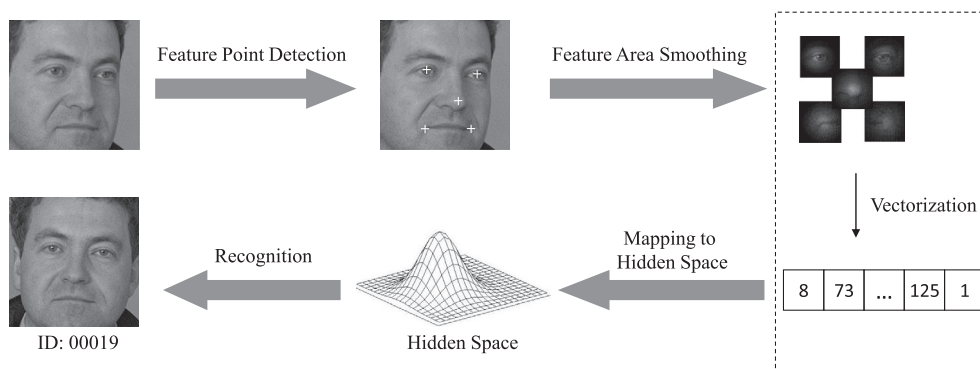 Feature Point Detection
Feature Area Smoothing
Vectorization
8 73 ... 125 1
Mapping to
Hidden Space
Hidden Space
Recognition
ID: 00019